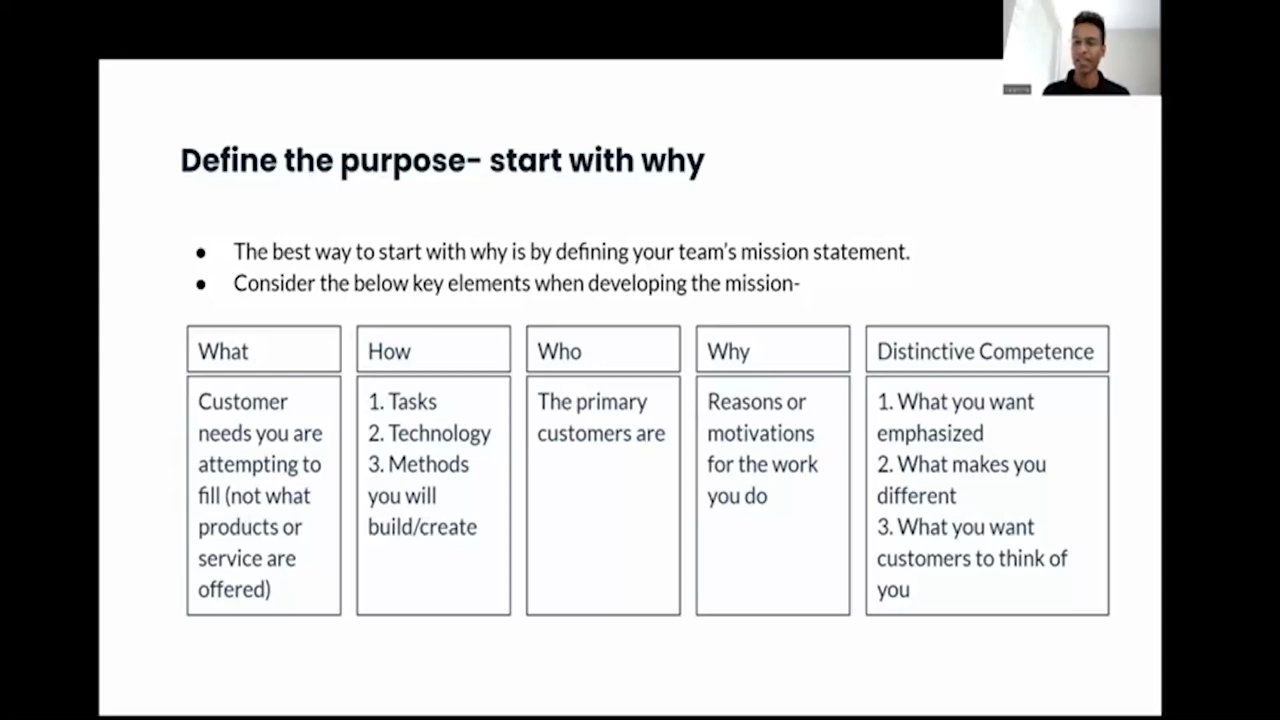 Define the purpose- start with why
● The best way to start with why is by defining your team's mission statement.
● Consider the below key elements when developing the mission-
What
Customer
needs you are
attempting to
fill (not what
products or
service are
offered)
How
1. Tasks
2. Technology
3. Methods
you will
build/create
Who
The primary
customers are
Why
Reasons or
motivations
for the work
you do
Distinctive Competence
1. What you want
emphasized
2. What makes you
different
3. What you want
customers to think of
you